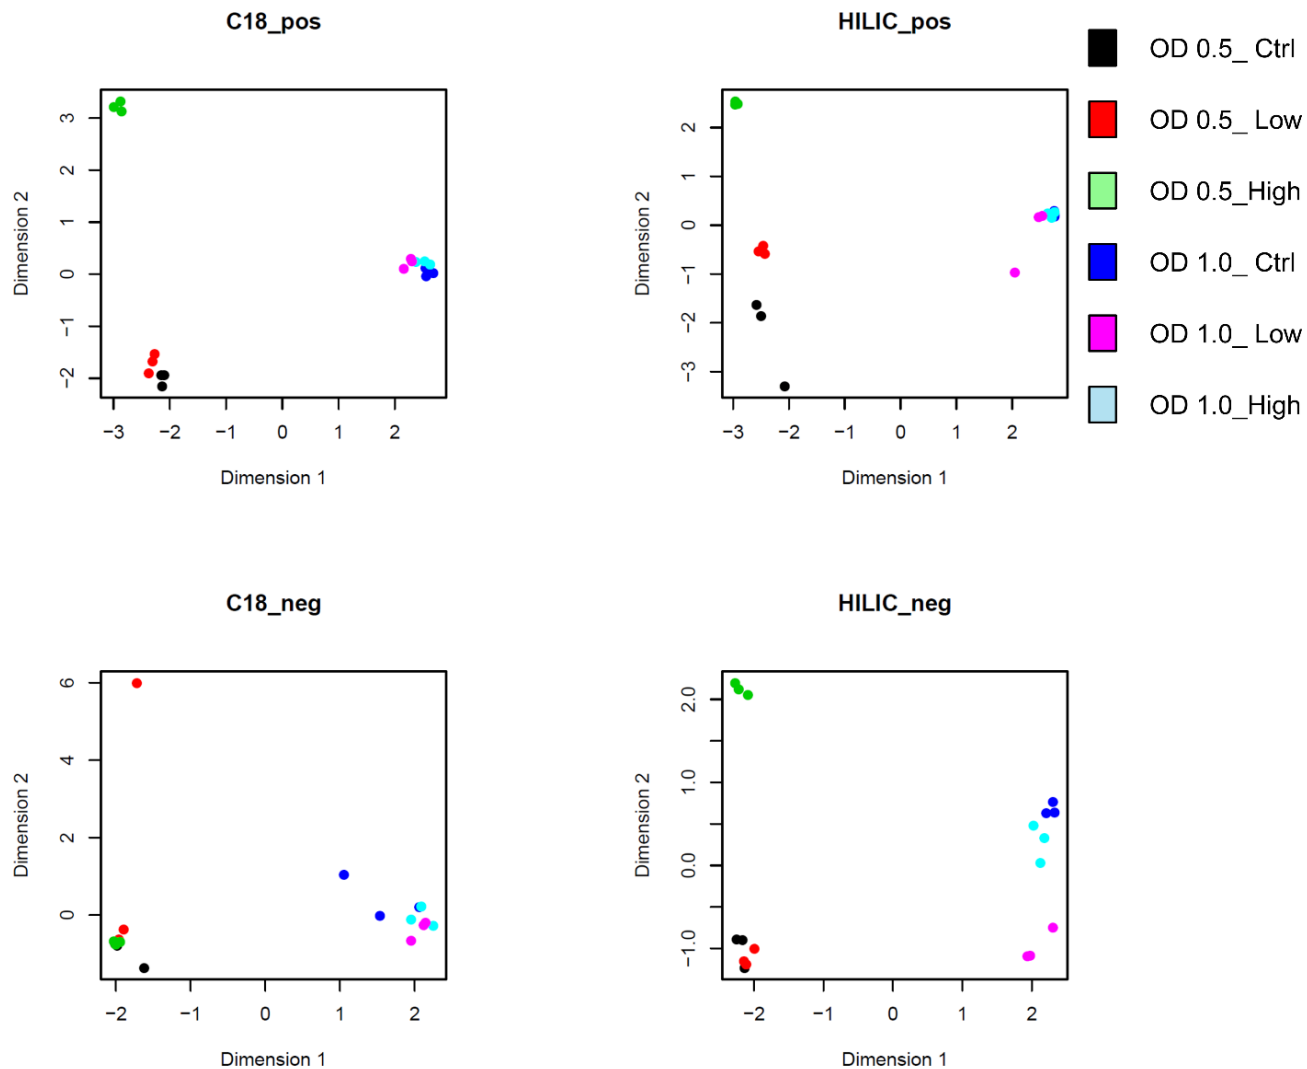 C18_pos
3
2
1
0
−1
−2
−3
−2
−1
0
1
2
Dimension 2
Dimension 1
HILIC_pos
2
1
0
−1
−2
−3
−3
−2
−1
0
1
2
Dimension 2
Dimension 1
OD 0.5_ Ctrl
OD 0.5_ Low
OD 0.5_High
OD 1.0_ Ctrl
OD 1.0_ Low
OD 1.0_High
C18_neg
6
4
2
0
−2
−1
0
1
2
Dimension 2
Dimension 1
HILIC_neg
2.0
1.0
0.0
−1.0
−2
−1
0
1
2
Dimension 2
Dimension 1